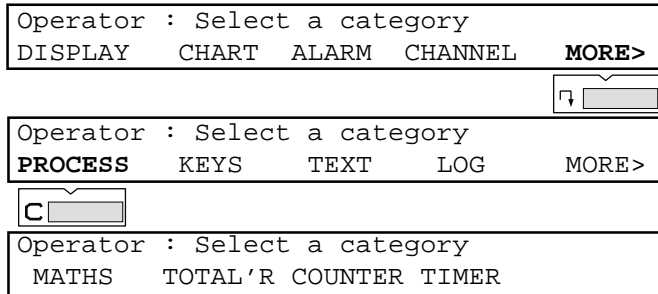 Operator : Select a category
DISPLAY CHART ALARM CHANNEL MORE>
Operator : Select a category
PROCESS KEYS TEXT LOG MORE>
C
Operator : Select a category
MATHS TOTAL'R COUNTER TIMER